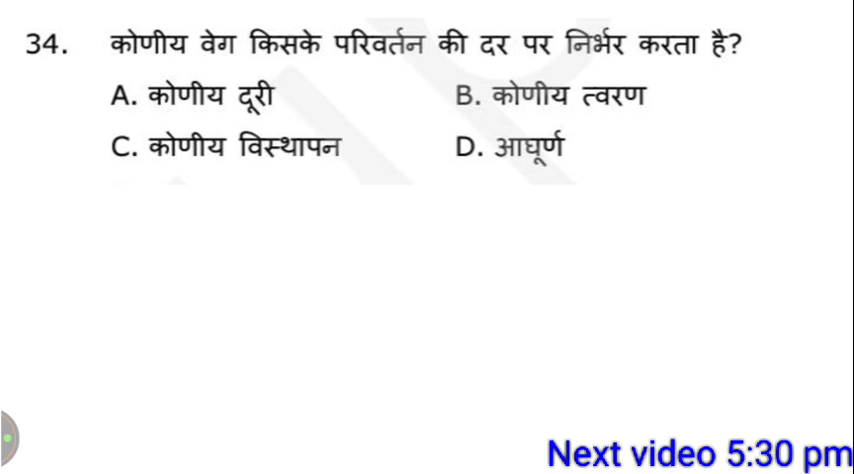 34. कोणीय वेग किसके परिवर्तन की दर पर निर्भर करता है?
A. कोणीय दूरी B. कोणीय त्वरण
C. कोणीय विस्थापन D. आघूर्ण
Next video 5:30 pm